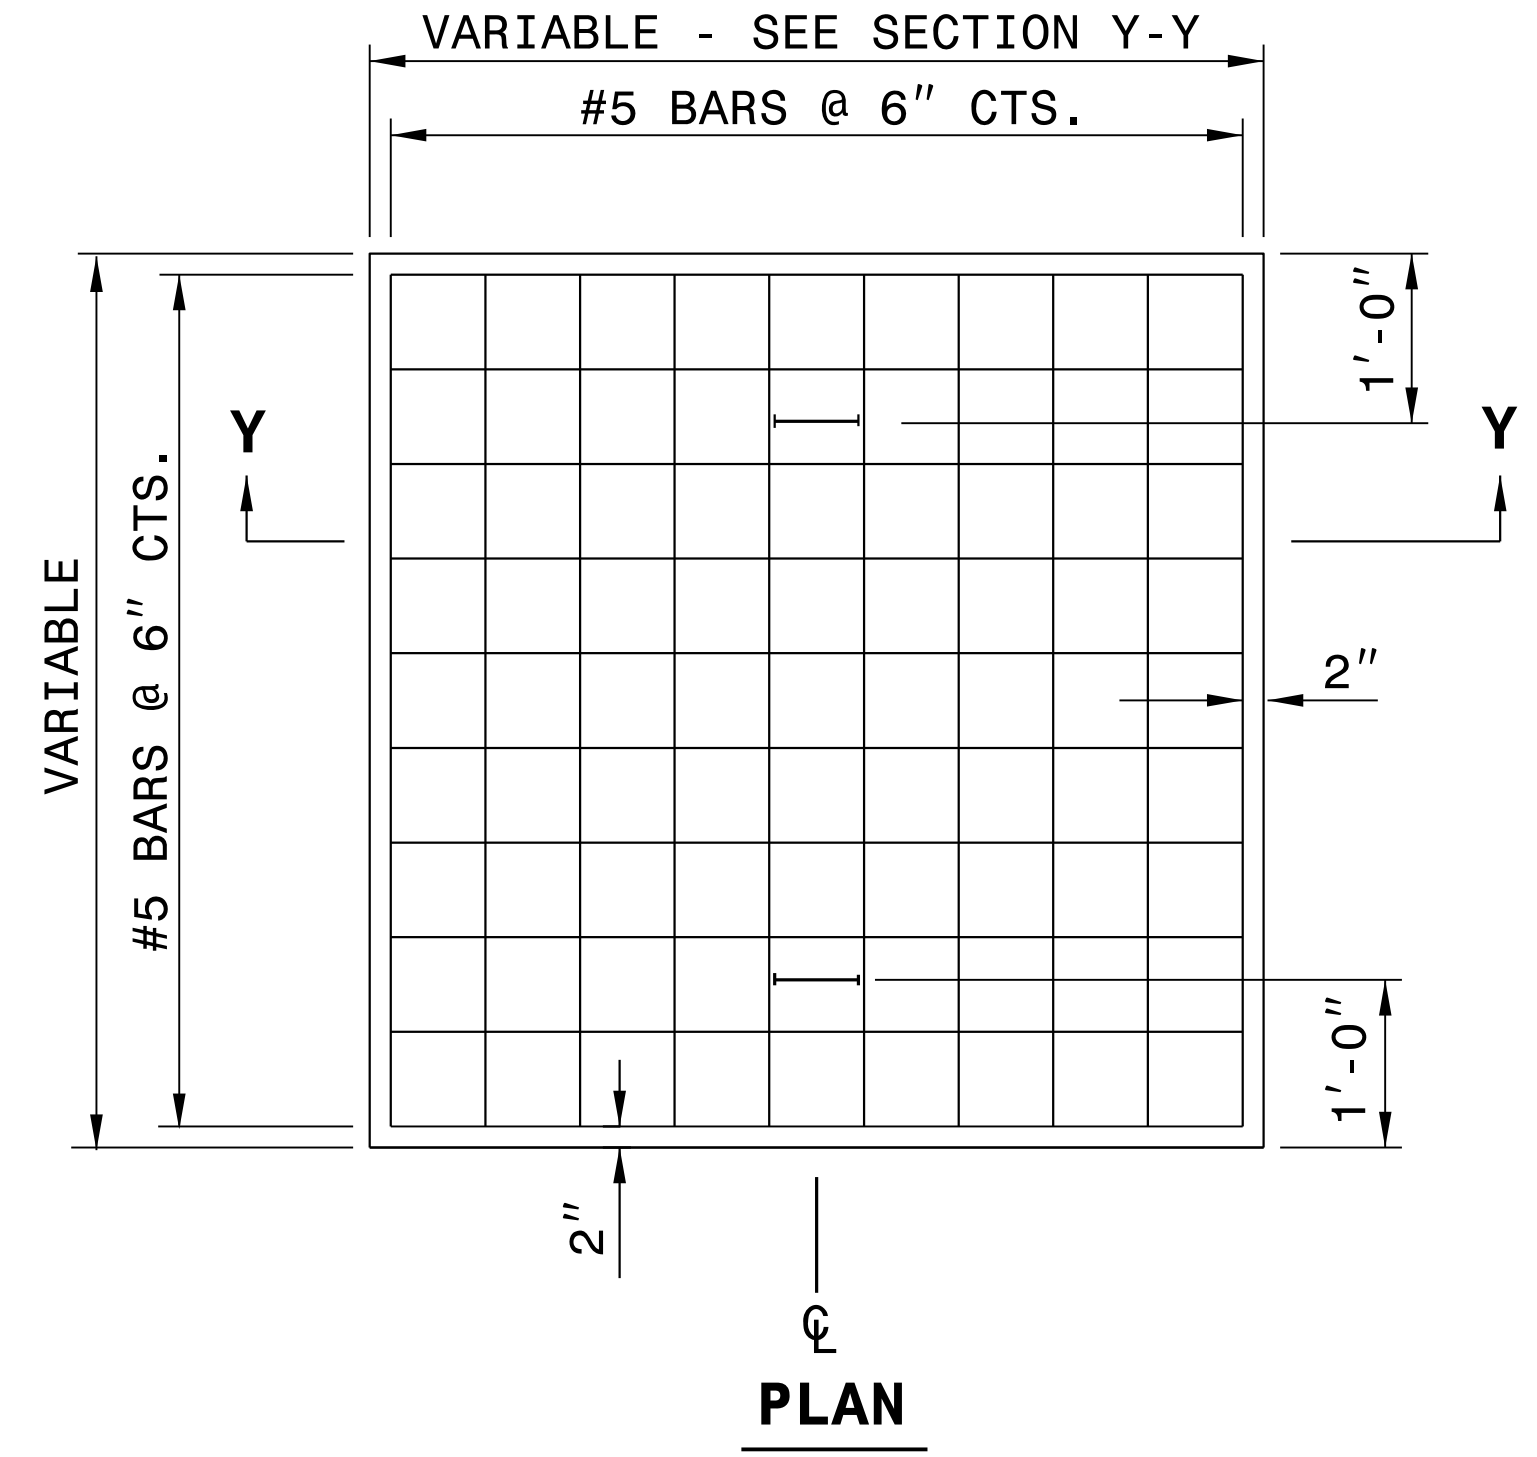 VARIABLE - SEE SECTION Y-Y
#5 BARS @ 6" CTS.
1'-0"
Y
Y
VARIABLE
#5 BARS @ 6" CTS.
2"
1'-0"
2"
℄
PLAN